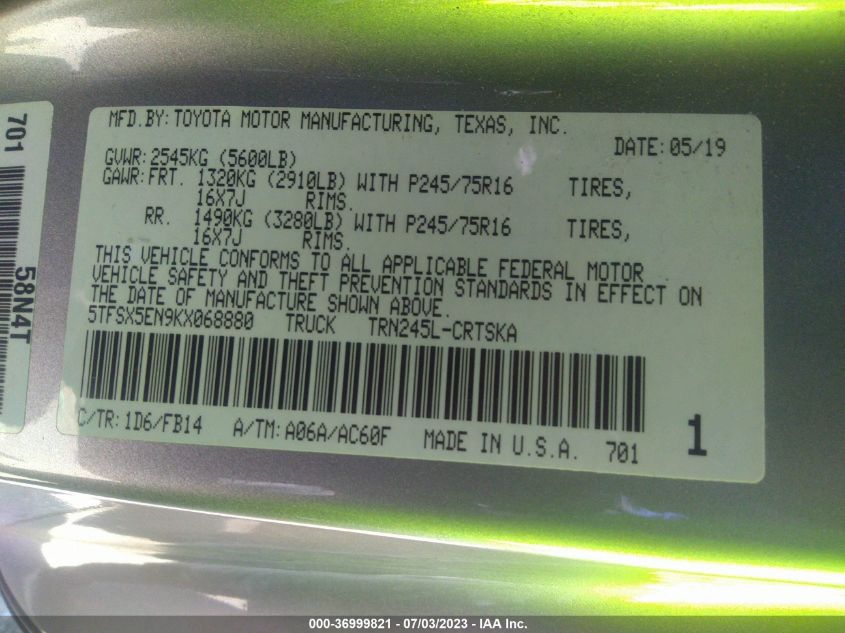 701
58N4T
MFD.BY:TOYOTA MOTOR MANUFACTURING, TEXAS, INC.
DATE:05/19
GVWR:2545KG (5600LB)
GAWR:FRT. 1320KG (2910LB) WITH P245/75R16 TIRES,
16X7J RIMS.
RR. 1490KG (3280LB) WITH P245/75R16 TIRES,
16X7J RIMS.
THIS VEHICLE CONFORMS TO ALL APPLICABLE FEDERAL MOTOR
VEHICLE SAFETY AND THEFT PREVENTION STANDARDS IN EFFECT ON
THE DATE OF MANUFACTURE SHOWN ABOVE.
5TFSX5EN9KX068880 TRUCK TRN245L-CRTSKA
C/TR:1D6/FB14 A/TM:A06A/AC60F MADE IN U.S.A. 701 1
000-36999821 / 07/03/2023 - IAA Inc.